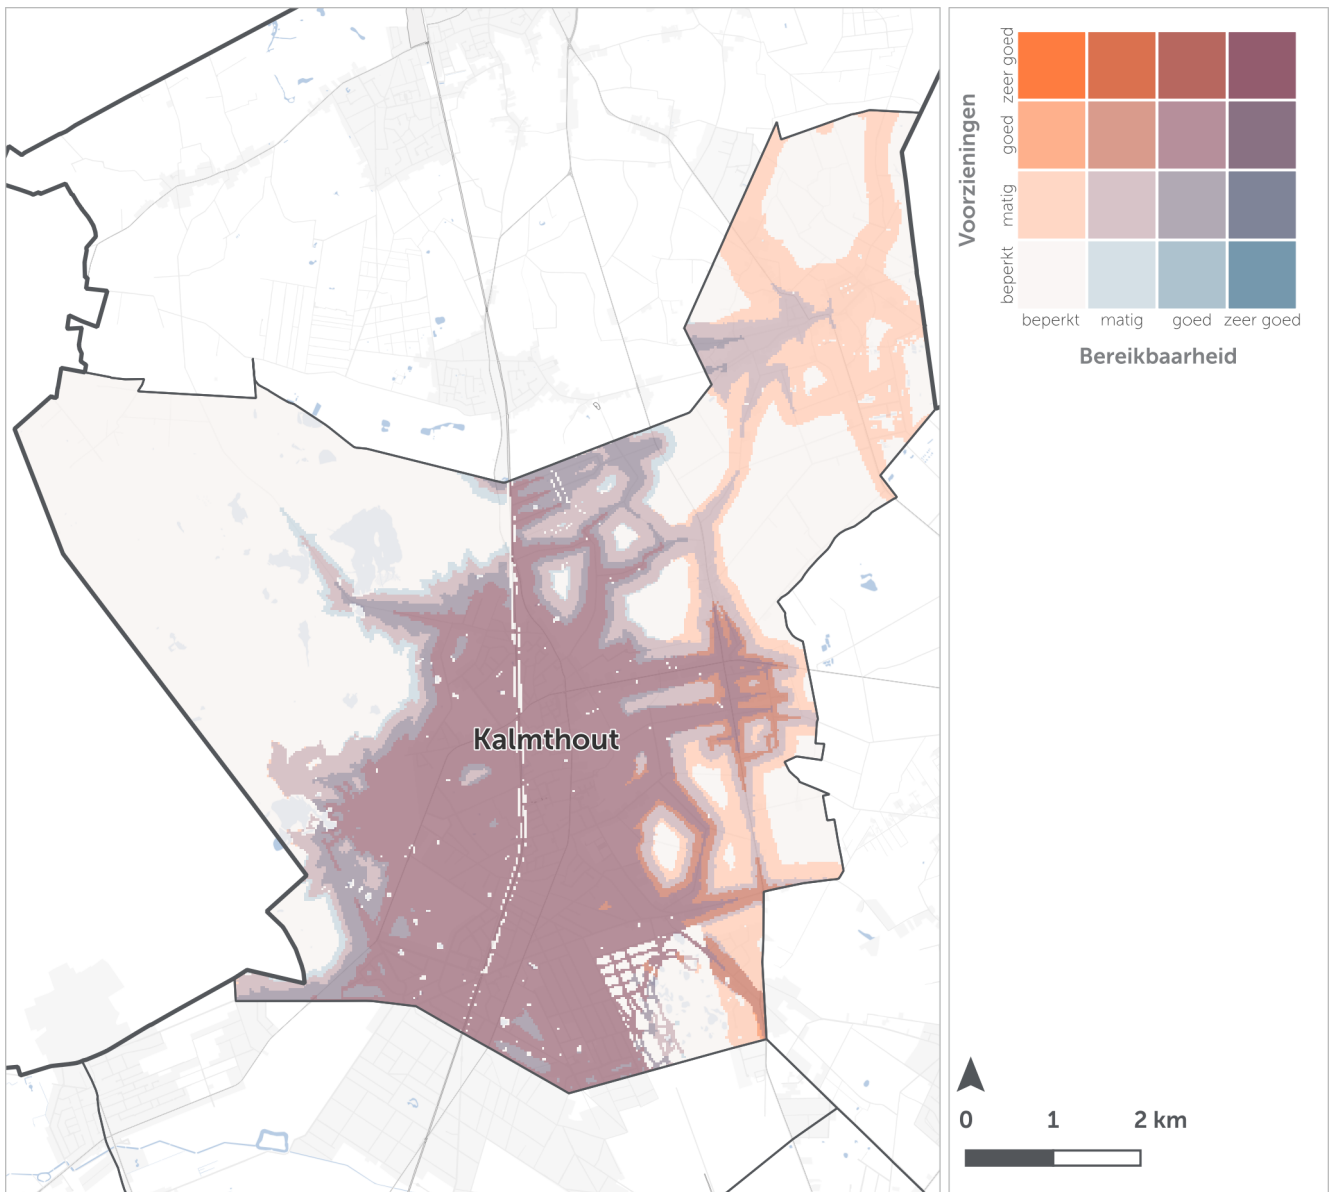 Kalmthout
Voorzieningen
zeer goed
goed
matig
beperkt
beperkt matig goed zeer goed
Bereikbaarheid
0 1 2 km